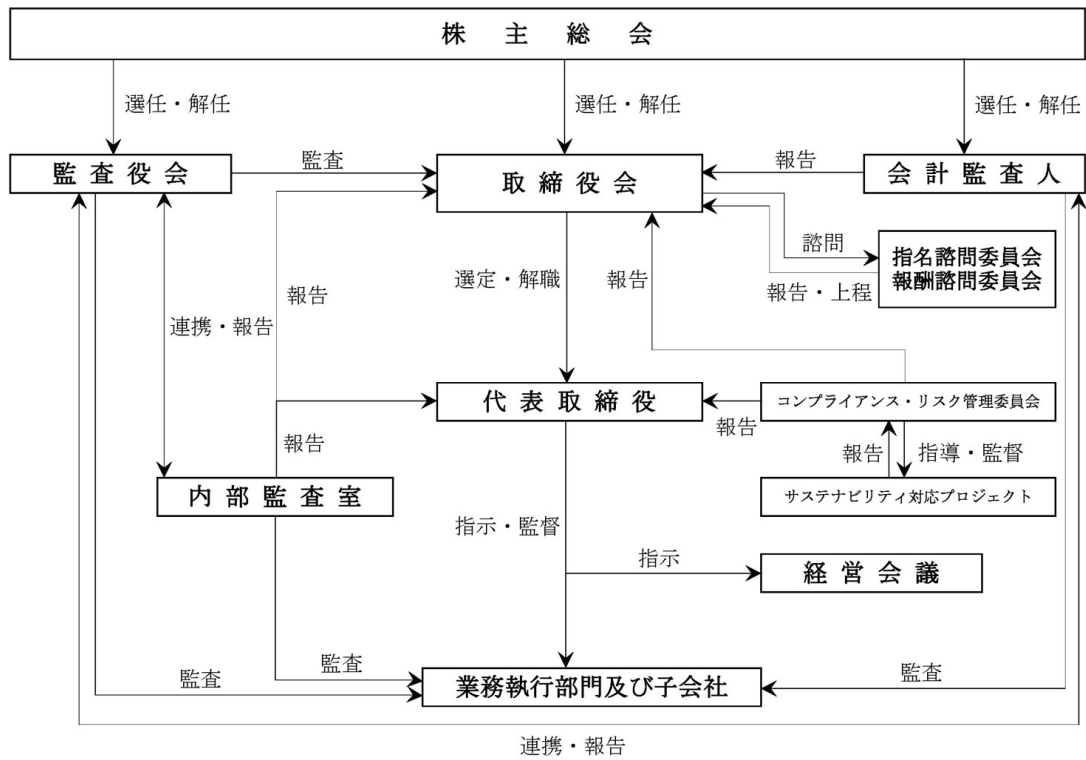 株主総会
選任・解任
選任・解任
選任・解任
監査役会
監査
取締役会
報告
会計監査人
諮問
指名諮問委員会
報酬諮問委員会
報告・上程
報告
選定・解職
報告
連携・報告
代表取締役
報告
コンプライアンス・リスク管理委員会
報告
報告
指導・監督
内部監査室
サステナビリティ対応プロジェクト
指示・監督
指示
経営会議
監査
監査
業務執行部門及び子会社
監査
連携・報告